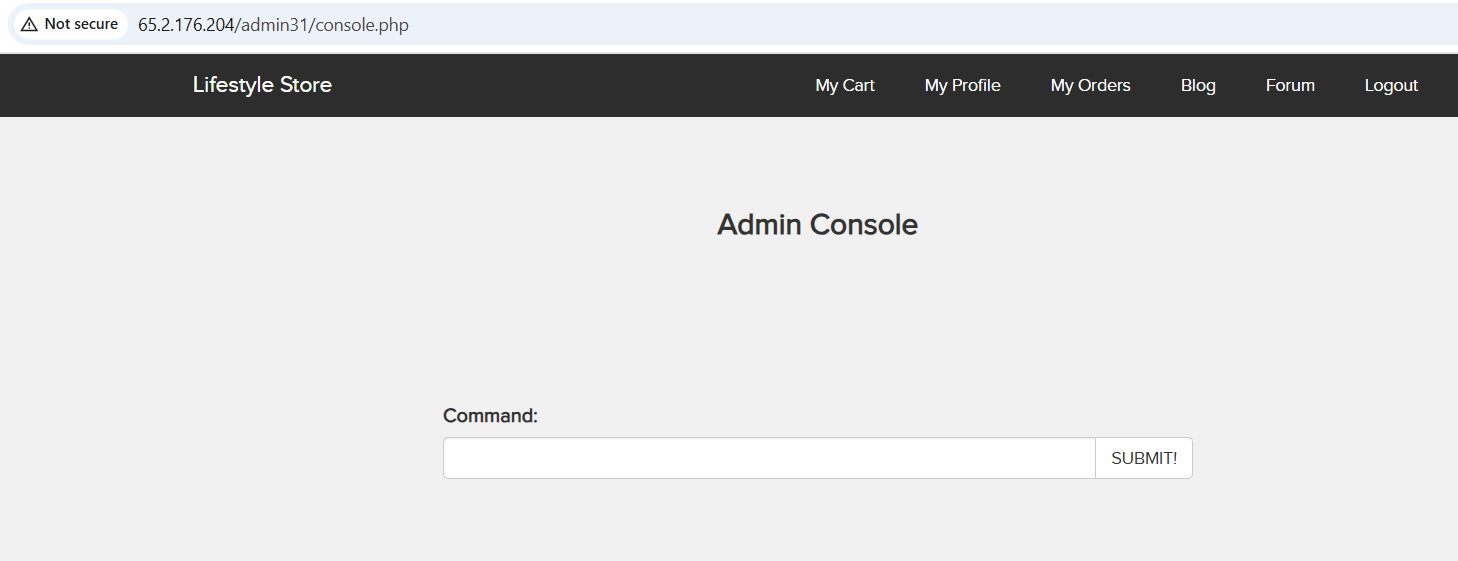 Not secure 65.2.176.204/admin31/console.php
Lifestyle Store My Cart My Profile My Orders Blog Forum Logout
Admin Console
Command:
SUBMIT!